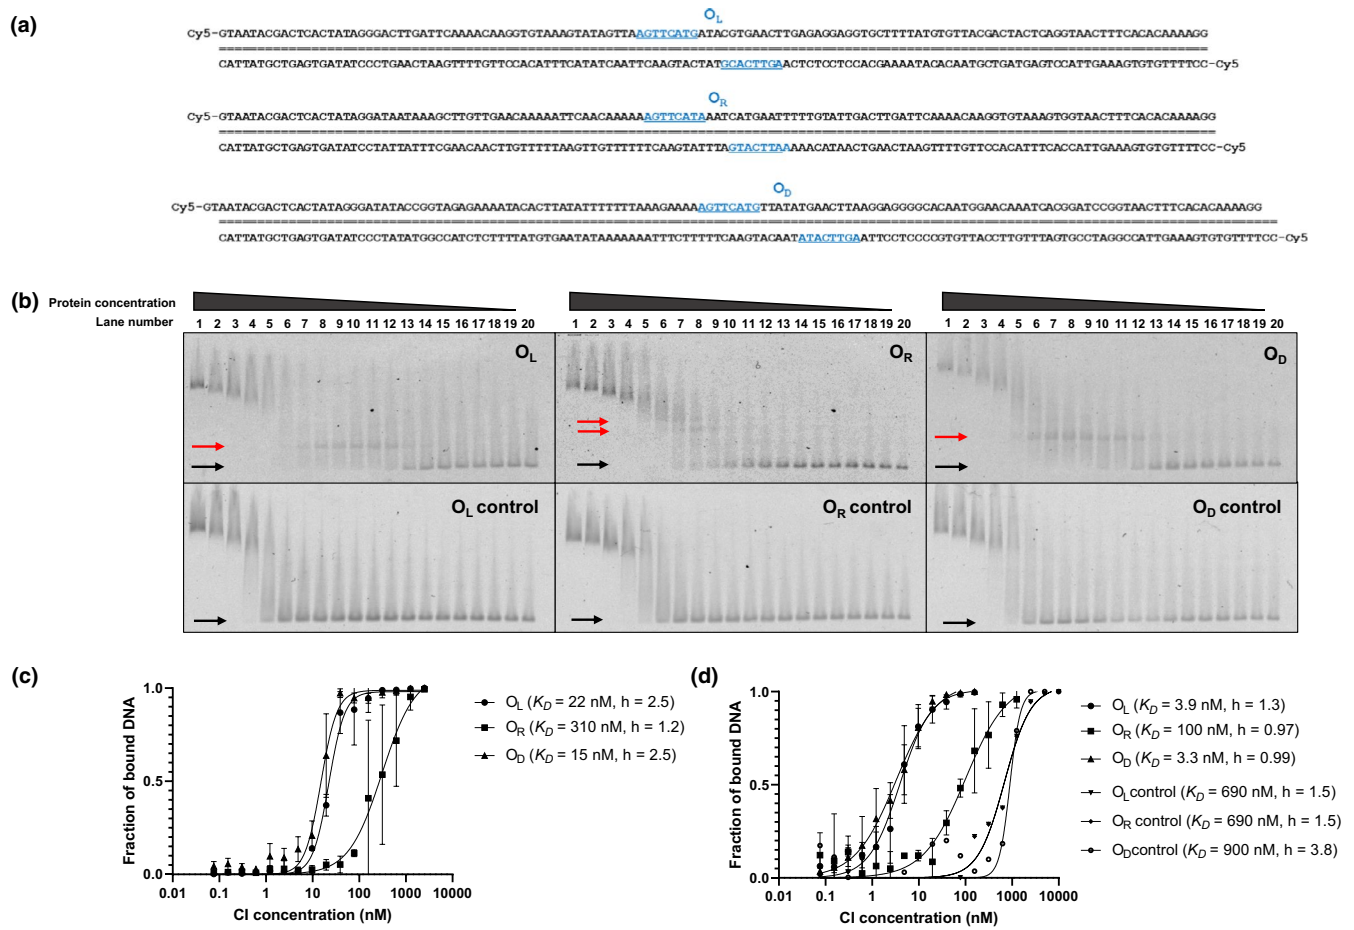 (a)
OL
Cy5-GTAATACGACTCACTATAGGGACTTGATTCAAAACAAGGTGTAAAGTATAGTTAAGTTCATGATACGTGAACTTGAGAGGAGGTGCTTTTATGTGTTACGACTACTCAGGTAACTTTCACACAAAAGG
CATTATGCTGAGTGATATCCCTGAACTAAGTTTTGTTCCACATTTCATATCAATTCAAGTACTATGCACTTGAACTCTCCTCCACGAAAATACACAATGCTGATGAGTCCATTGAAAGTGTGTTTTCC-Cy5
OR
Cy5-GTAATACGACTCACTATAGGATAATAAAGCTTGTTGAACAAAAATTCAACAAAAAAGTTCATAAATCATGAATTTTTGTATTGACTTGATTCAAAACAAGGTGTAAAGTGGTAACTTTCACACAAAAGG
CATTATGCTGAGTGATATCCTATTATTTCGAACAACTTGTTTTTAAGTTGTTTTTTCAAGTATTTAGTACTTAAAAACATAACTGAACTAAGTTTTGTTCCACATTTCACCATTGAAAGTGTGTTTTCC-Cy5
OD
Cy5-GTAATACGACTCACTATAGGGATATACCGGTAGAGAAAATACACTTATATTTTTTTAAAGAAAAAGTTCATGTTATATGAACTTAAGGAGGGGCACAATGGAACAAATCACGGATCCGGTAACTTTCACACAAAAGG
CATTATGCTGAGTGATATCCCTATATGGCCATCTCTTTTATGTGAATATAAAAAAATTTCTTTTTCAAGTACAATATACTTGAATTCCTCCCCGTGTTACCTTGTTTAGTGCCTAGGCCATTGAAAGTGTGTTTTCC-Cy5
(b)
Protein concentration
Lane number 1 2 3 4 5 6 7 8 9 10 11 12 13 14 15 16 17 18 19 20 1 2 3 4 5 6 7 8 9 10 11 12 13 14 15 16 17 18 19 20 1 2 3 4 5 6 7 8 9 10 11 12 13 14 15 16 17 18 19 20
OL OR OD
OL control OR control OD control
(c)
Fraction of bound DNA
1.0
0.5
0.0
0.01 0.1 1 10 100 1000 10000
CI concentration (nM)
OL (KD = 22 nM, h = 2.5)
OR (KD = 310 nM, h = 1.2)
OD (KD = 15 nM, h = 2.5)
(d)
Fraction of bound DNA
1.0
0.5
0.0
0.01 0.1 1 10 100 1000 10000
CI concentration (nM)
OL (KD = 3.9 nM, h = 1.3)
OR (KD = 100 nM, h = 0.97)
OD (KD = 3.3 nM, h = 0.99)
OLcontrol (KD = 690 nM, h = 1.5)
OR control (KD = 690 nM, h = 1.5)
ODcontrol (KD = 900 nM, h = 3.8)